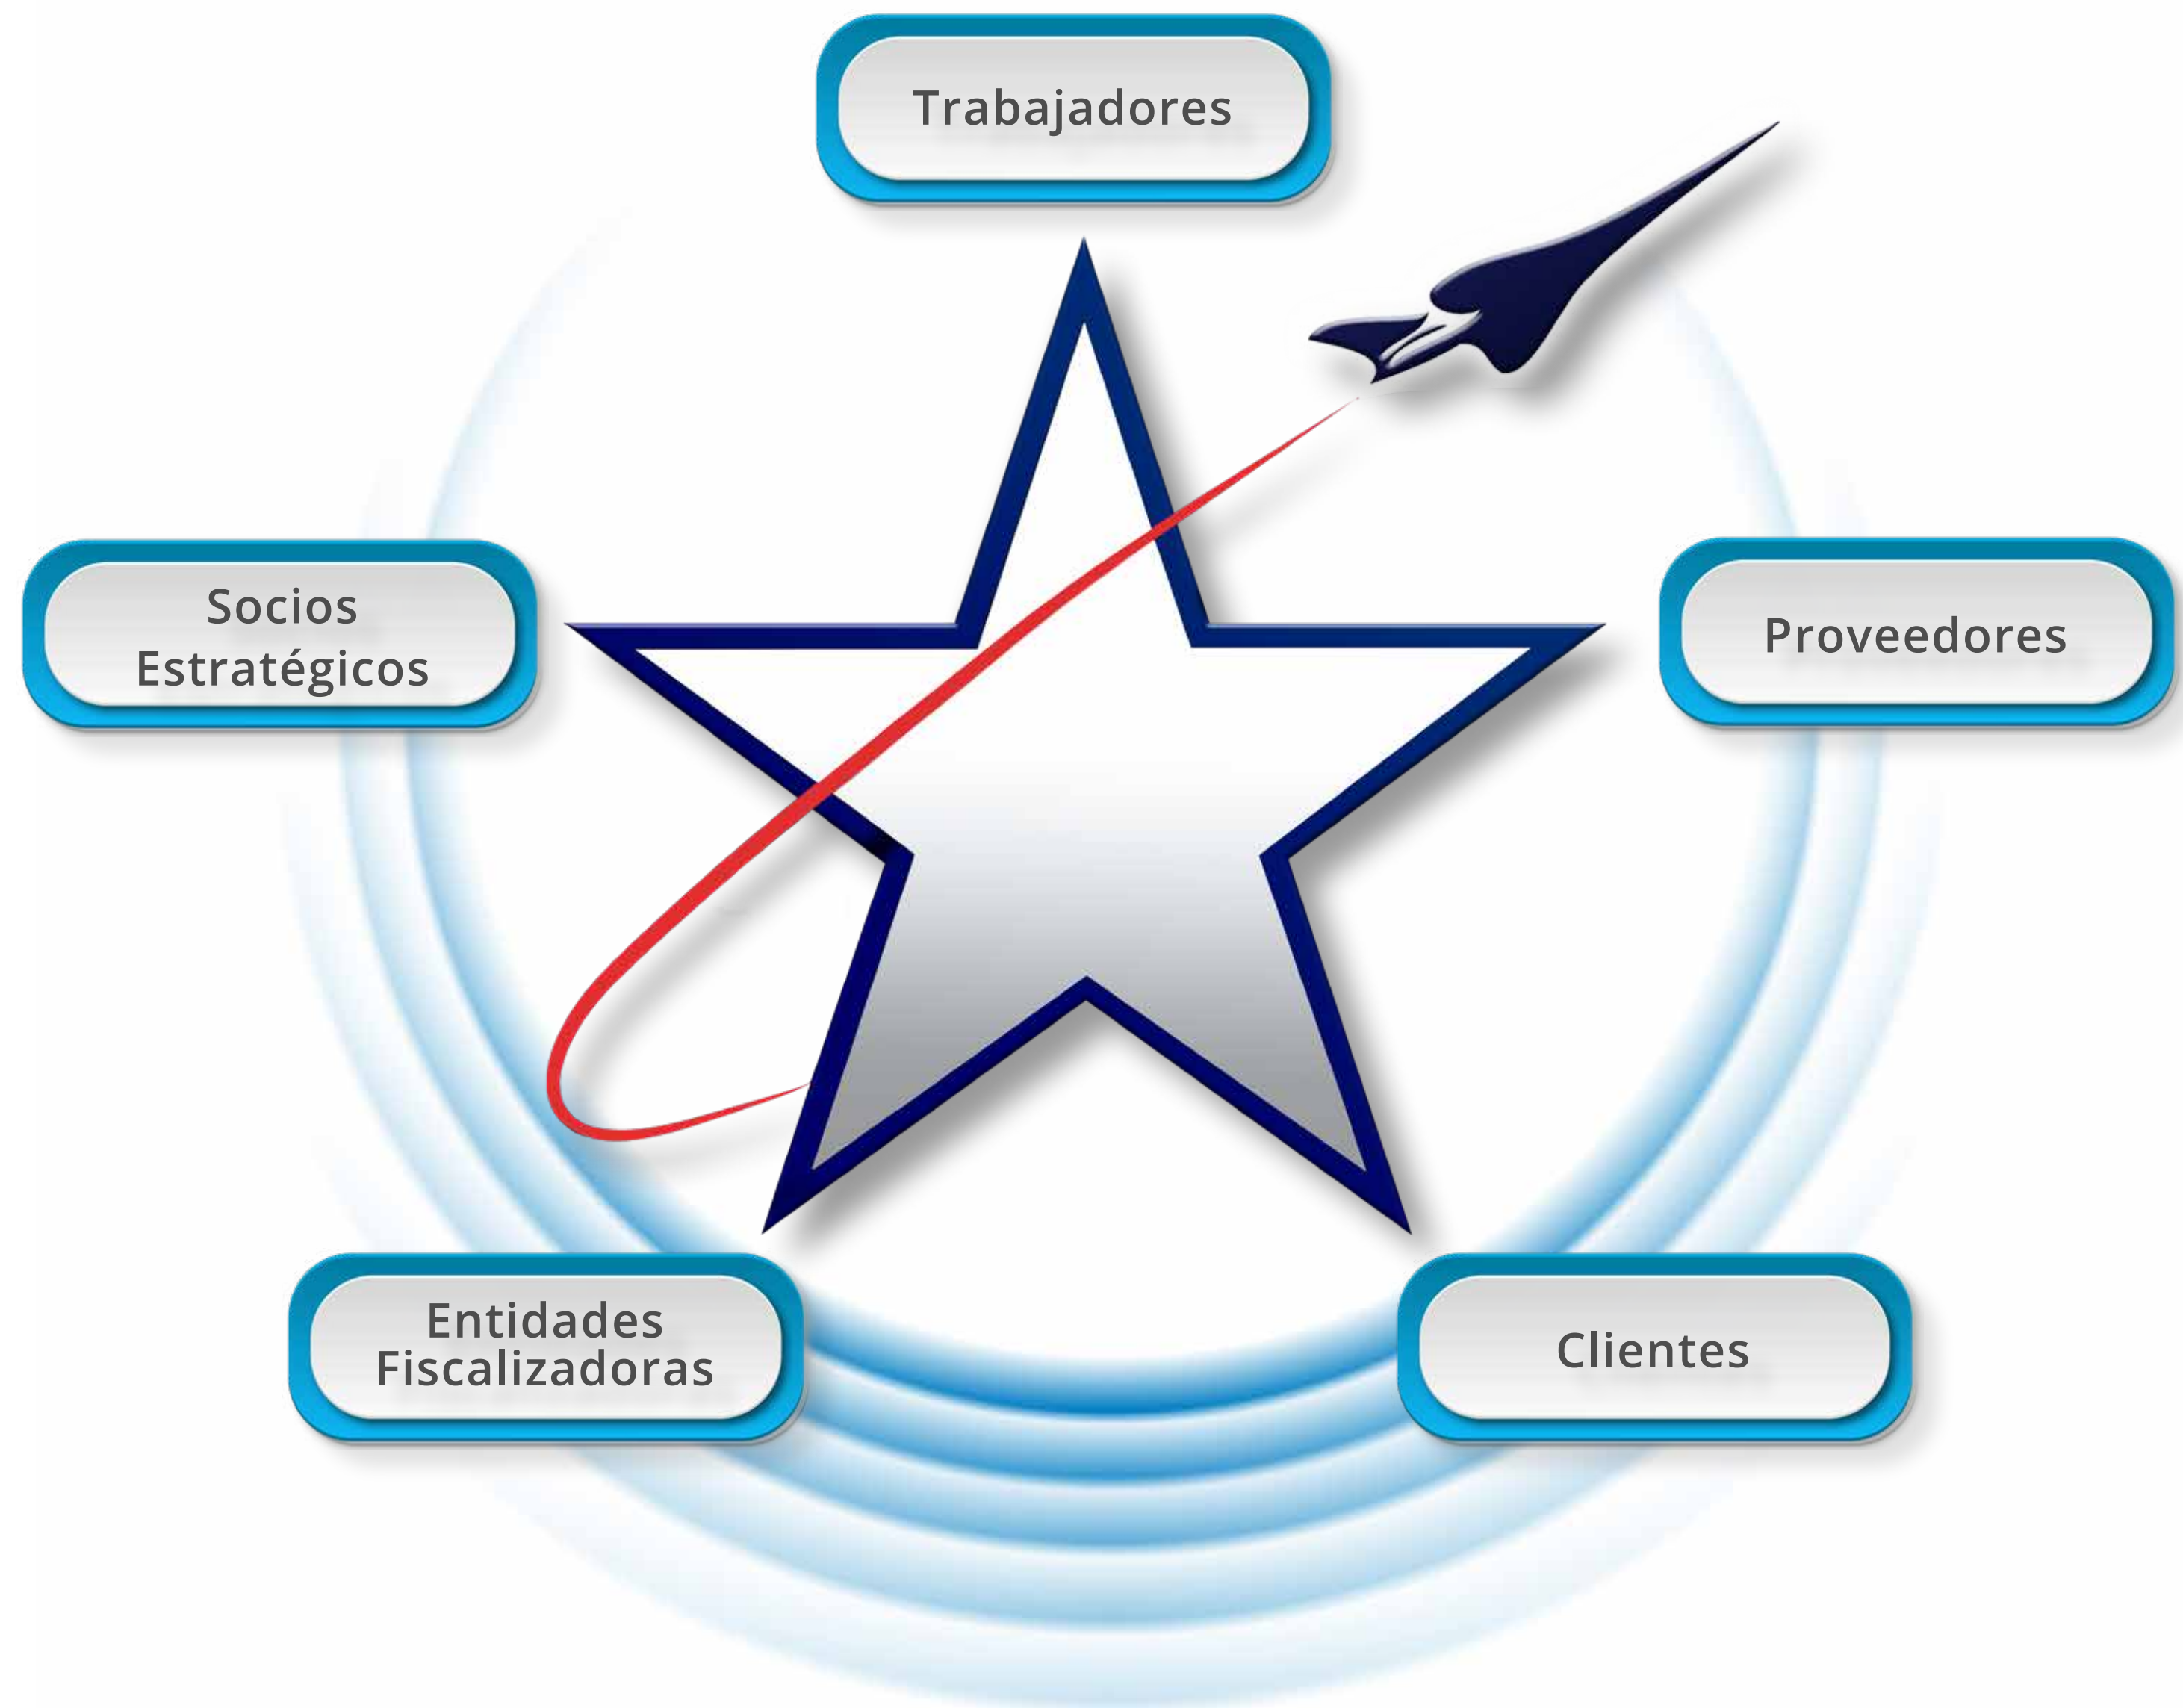 Trabajadores
Socios
Estratégicos
Proveedores
Entidades
Fiscalizadoras
Clientes